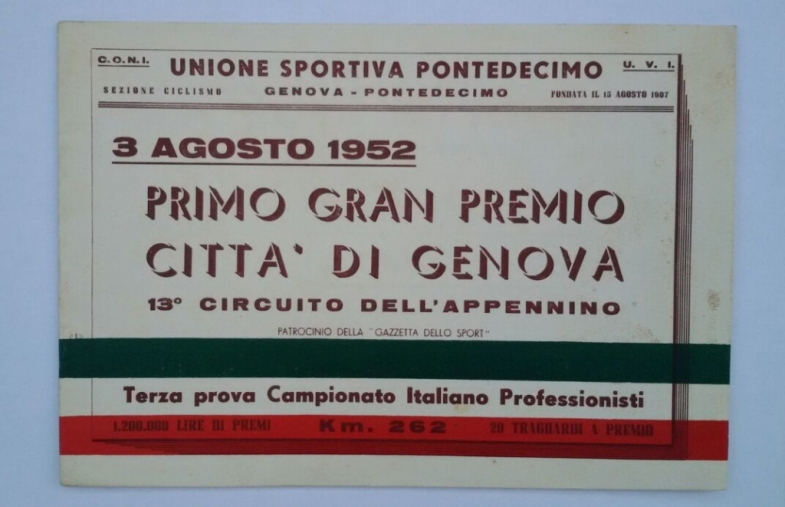 C.O.N.I. UNIONE SPORTIVA PONTEDECIMO U.V.I.
SEZIONE CICLISMO GENOVA - PONTEDECIMO FONDATA IL 15 AGOSTO 1907
3 AGOSTO 1952
PRIMO GRAN PREMIO
CITTA' DI GENOVA
13° CIRCUITO DELL'APPENNINO
PATROCINIO DELLA "GAZZETTA DELLO SPORT"
Terza prova Campionato Italiano Professionisti
1.200.000 LIRE DI PREMI Km. 262 20 TRAGUARDI A PREMIO